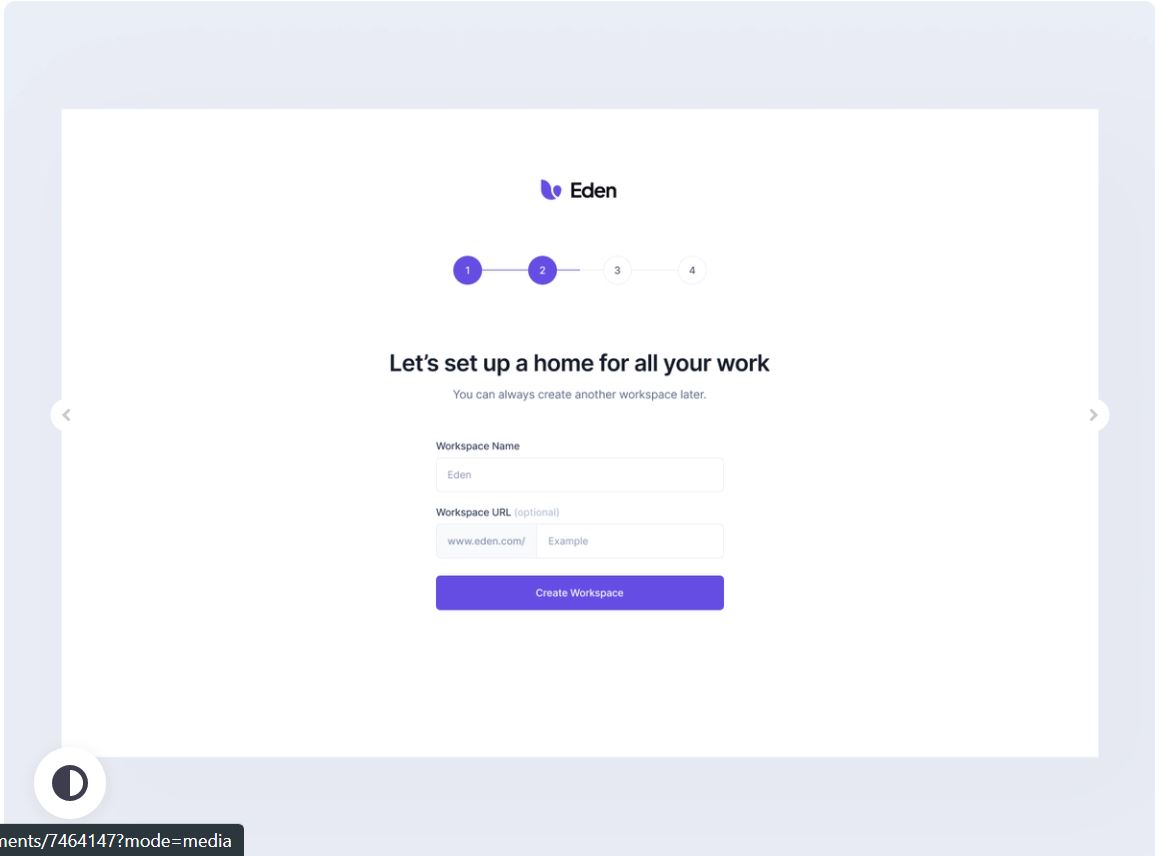 Eden
1 2 3 4
Let’s set up a home for all your work
You can always create another workspace later.
Workspace Name
Eden
Workspace URL (optional)
www.eden.com/ Example
Create Workspace
ments/7464147?mode=media